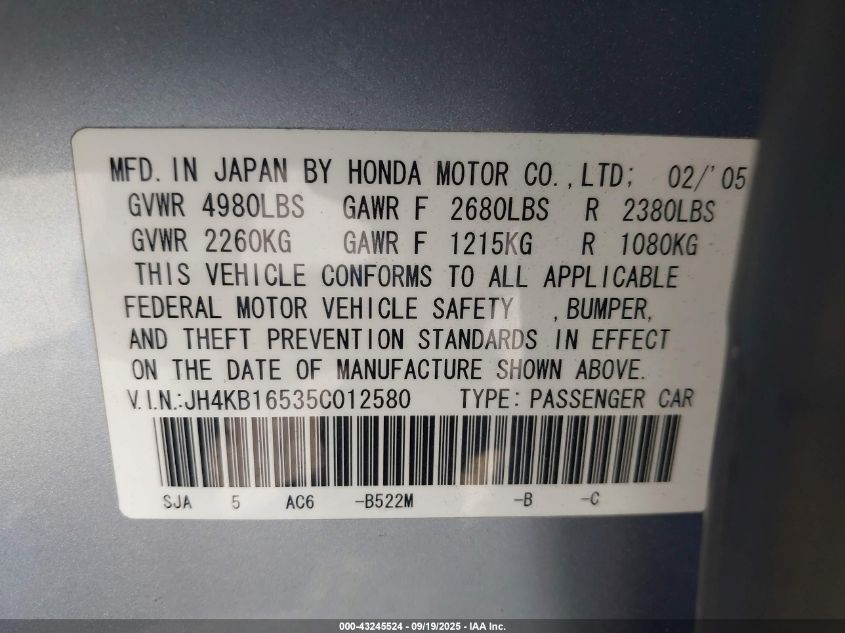 MFD. IN JAPAN BY HONDA MOTOR CO.,LTD; 02/'05
GVWR 4980LBS GAWR F 2680LBS R 2380LBS
GVWR 2260KG GAWR F 1215KG R 1080KG
THIS VEHICLE CONFORMS TO ALL APPLICABLE
FEDERAL MOTOR VEHICLE SAFETY , BUMPER,
AND THEFT PREVENTION STANDARDS IN EFFECT
ON THE DATE OF MANUFACTURE SHOWN ABOVE.
V.I.N.:JH4KB16535C012580 TYPE: PASSENGER CAR
SJA 5 AC6 -B522M -B -C
000-43245524 - 09/19/2025 - IAA Inc.